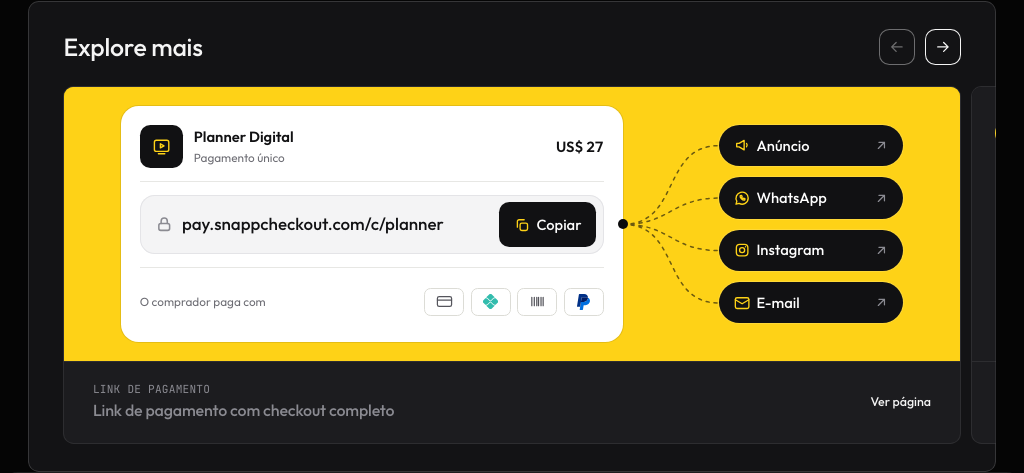 Explore mais
Planner Digital
Pagamento único
US$ 27
pay.snappcheckout.com/c/planner
Copiar
O comprador paga com
Anúncio
WhatsApp
Instagram
E-mail
LINK DE PAGAMENTO
Link de pagamento com checkout completo
Ver página